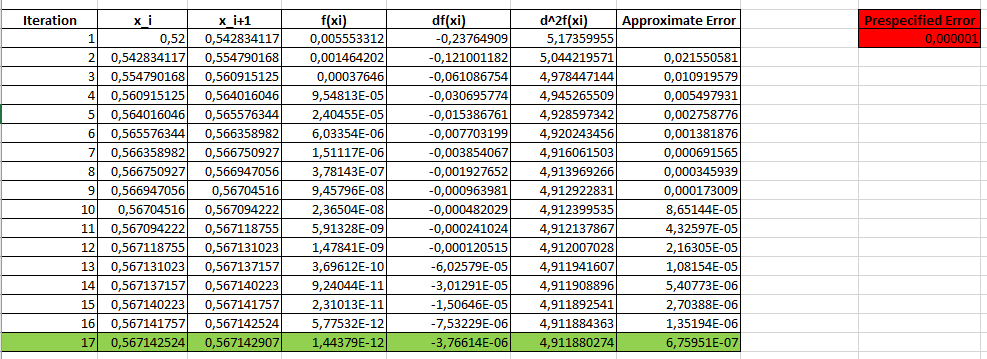 Iteration x_i x_i+1 f(xi) df(xi) d^2f(xi) Approximate Error Prespecified Error
1 0,52 0,542834117 0,005553312 -0,23764909 5,17359955 0,000001
2 0,542834117 0,554790168 0,001464202 -0,121001182 5,044219571 0,021550581
3 0,554790168 0,560915125 0,00037646 -0,061086754 4,978447144 0,010919579
4 0,560915125 0,564016046 9,54813E-05 -0,030695774 4,945265509 0,005497931
5 0,564016046 0,565576344 2,40455E-05 -0,015386761 4,928597342 0,002758776
6 0,565576344 0,566358982 6,03354E-06 -0,007703199 4,920243456 0,001381876
7 0,566358982 0,566750927 1,51117E-06 -0,003854067 4,916061503 0,000691565
8 0,566750927 0,566947056 3,78143E-07 -0,001927652 4,913969266 0,000345939
9 0,566947056 0,56704516 9,45796E-08 -0,000963981 4,912922831 0,000173009
10 0,56704516 0,567094222 2,36504E-08 -0,000482029 4,912399535 8,65144E-05
11 0,567094222 0,567118755 5,91328E-09 -0,000241024 4,912137867 4,32597E-05
12 0,567118755 0,567131023 1,47841E-09 -0,000120515 4,912007028 2,16305E-05
13 0,567131023 0,567137157 3,69612E-10 -6,02579E-05 4,911941607 1,08154E-05
14 0,567137157 0,567140223 9,24044E-11 -3,01291E-05 4,911908896 5,40773E-06
15 0,567140223 0,567141757 2,31013E-11 -1,50646E-05 4,911892541 2,70388E-06
16 0,567141757 0,567142524 5,77532E-12 -7,53229E-06 4,911884363 1,35194E-06
17 0,567142524 0,567142907 1,44379E-12 -3,76614E-06 4,911880274 6,75951E-07